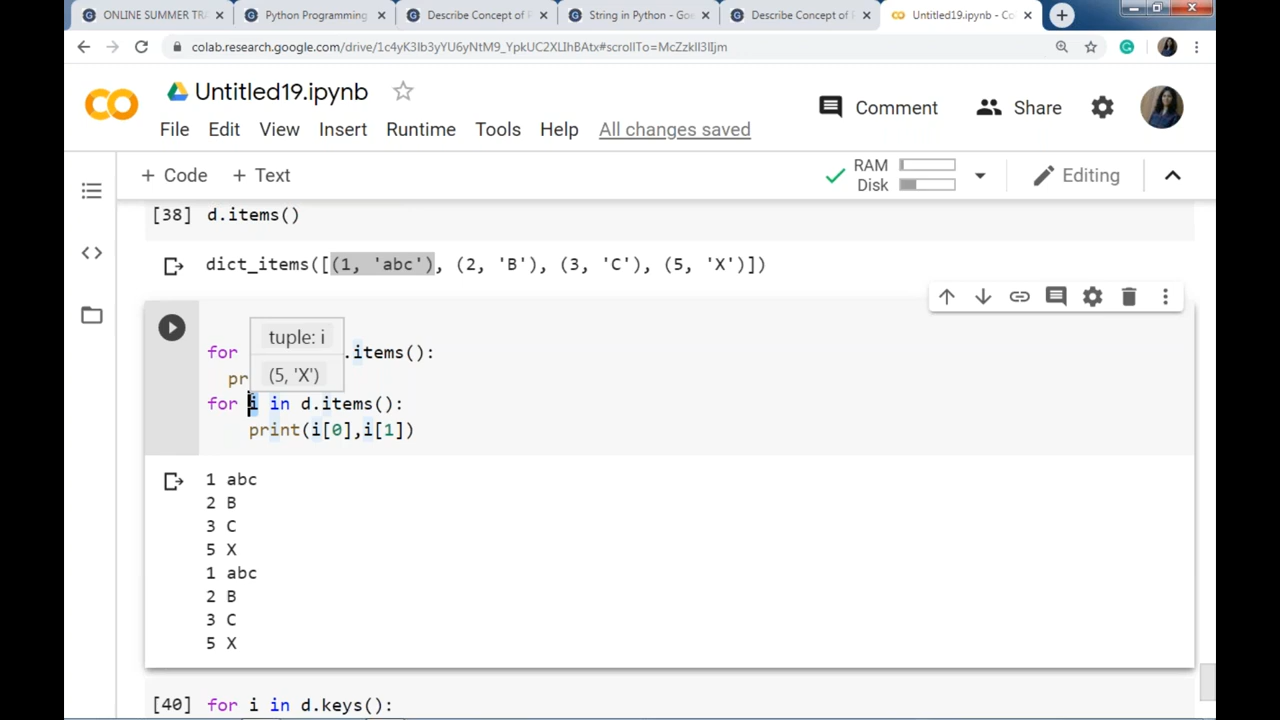 ONLINE SUMMER TR
Python Programming
Describe Concept of F
String in Python - Goo
Describe Concept of F
Untitled19.ipynb - Co
colab.research.google.com/drive/1c4yK3Ib3yYU6yNtM9_YpkUC2XLIhBAtx#scrollTo=McZzkIl3lIjm
CO
Untitled19.ipynb
Comment
Share
File Edit View Insert Runtime Tools Help All changes saved
+ Code + Text
RAM
Disk
Editing
[38] d.items()
dict_items([(1, 'abc'), (2, 'B'), (3, 'C'), (5, 'X')])
tuple: i
for .items():
(5, 'X')
pr
for i in d.items():
print(i[0],i[1])
1 abc
2 B
3 C
5 X
1 abc
2 B
3 C
5 X
[40] for i in d.keys():